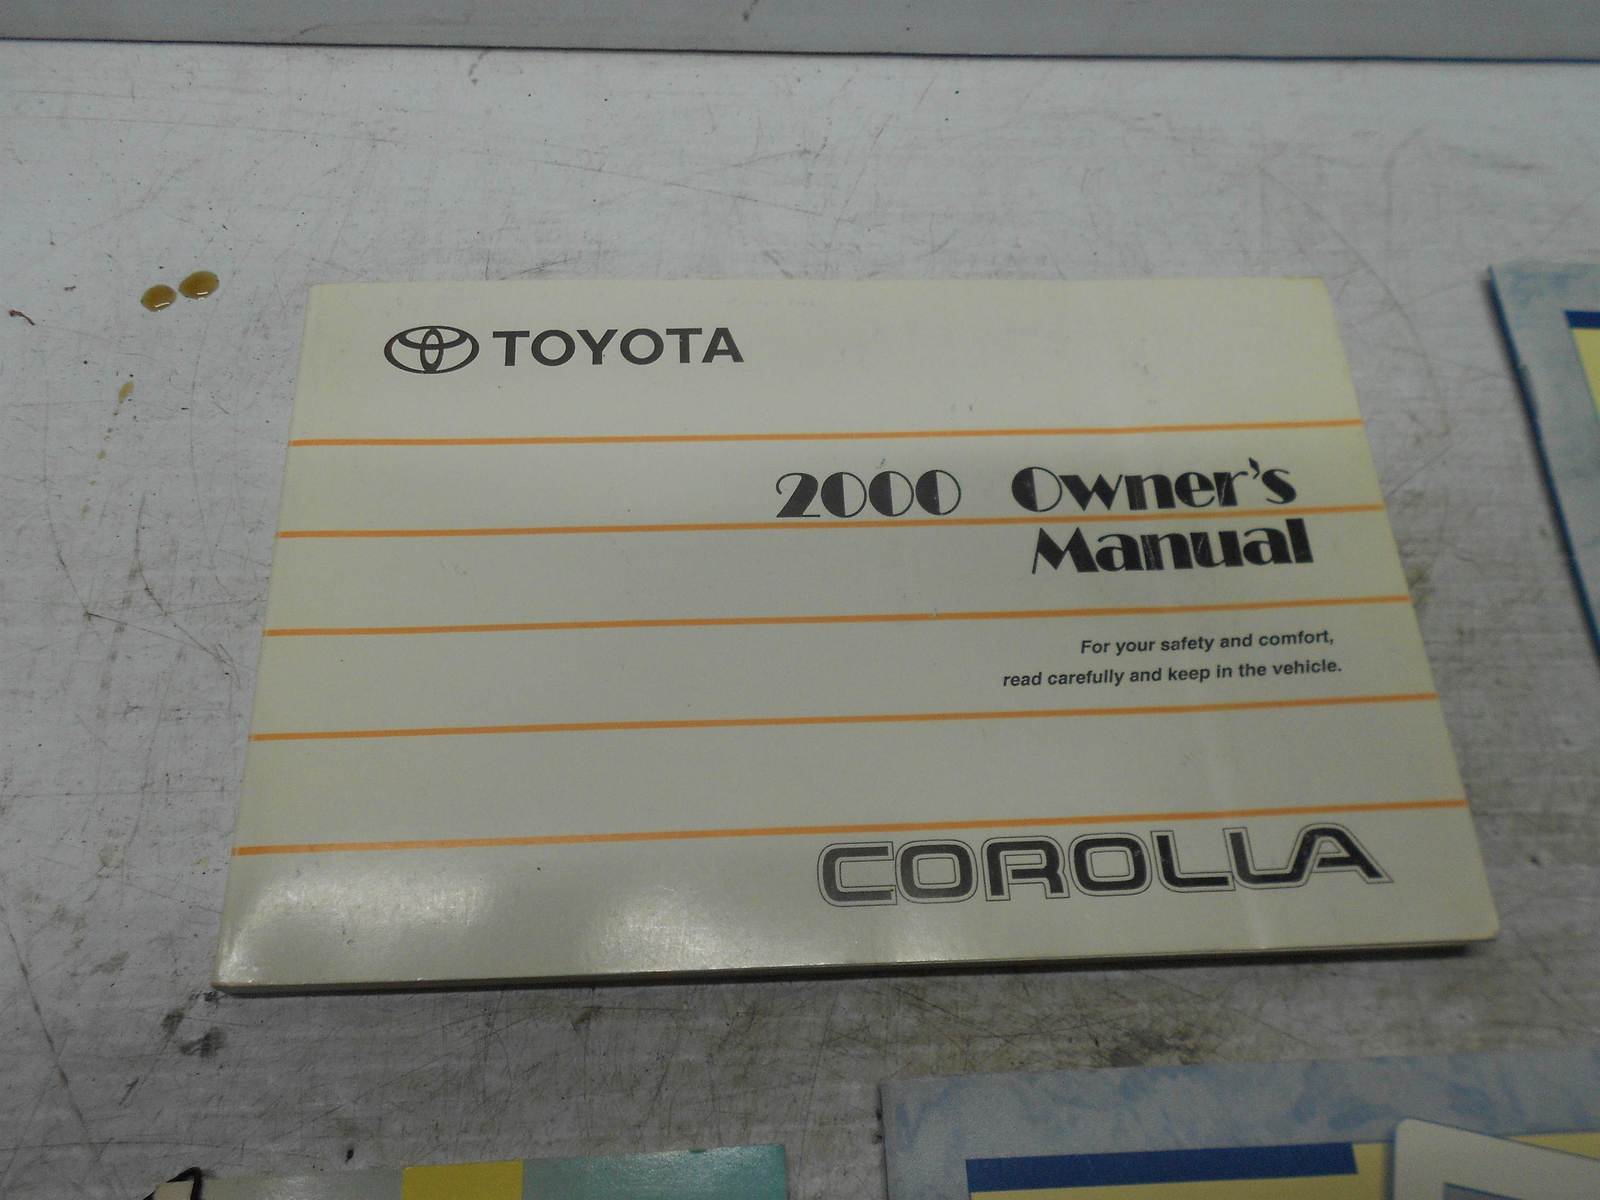 TOYOTA
2000 Owner's
Manual
For your safety and comfort,
read carefully and keep in the vehicle.
COROLLA